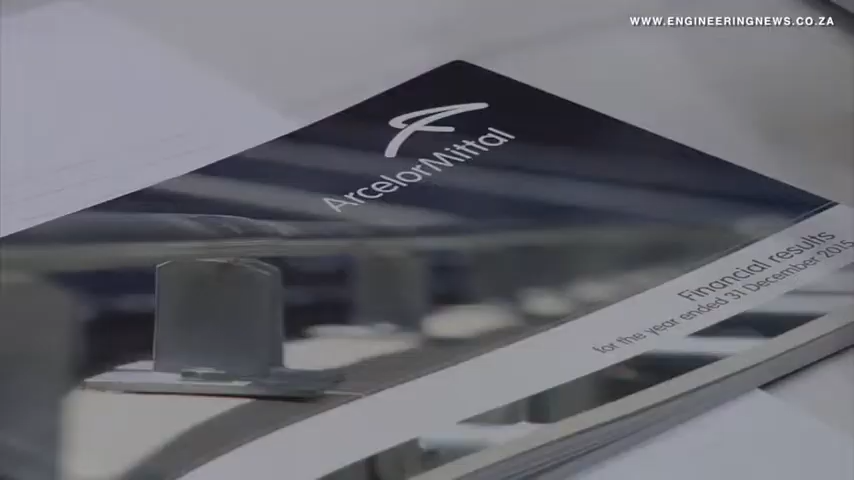 WWW.ENGINEERINGNEWS.CO.ZA
ArcelorMittal
Financial results
for the year ended 31 December 2015